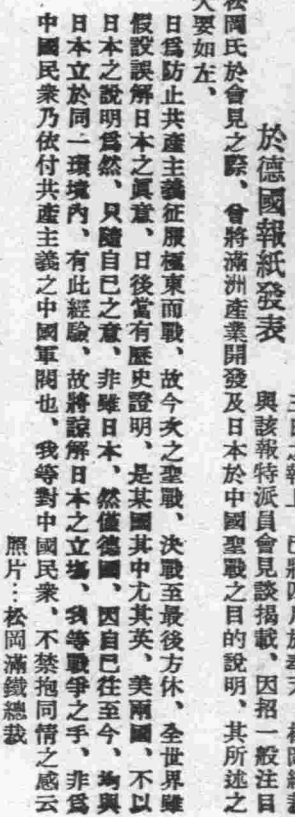 於德國報紙發表
與該報特派員會見談揭載、因招一般注目
松岡氏於會見之際、曾將滿洲產業開發及日本於中國聖戰之目的說明、其所述之
大要如左、
日爲防止共產主義征服極東而戰、故今次之聖戰、決戰至最後方休、全世界雖
假設誤解日本之眞意、日後當有歷史證明、是某國其中尤其英、美兩國、不以
日本之說明爲然、只隨自己之意、非難日本、然僅德國、因自己往至今、均與
日本立於同一環境內、有此經驗、故將諒解日本之立場、我等戰爭之手、非爲
中國民衆乃依付共產主義之中國軍閥也、我等對中國民衆、不禁抱同情之感云
照片…松岡滿鐵總裁